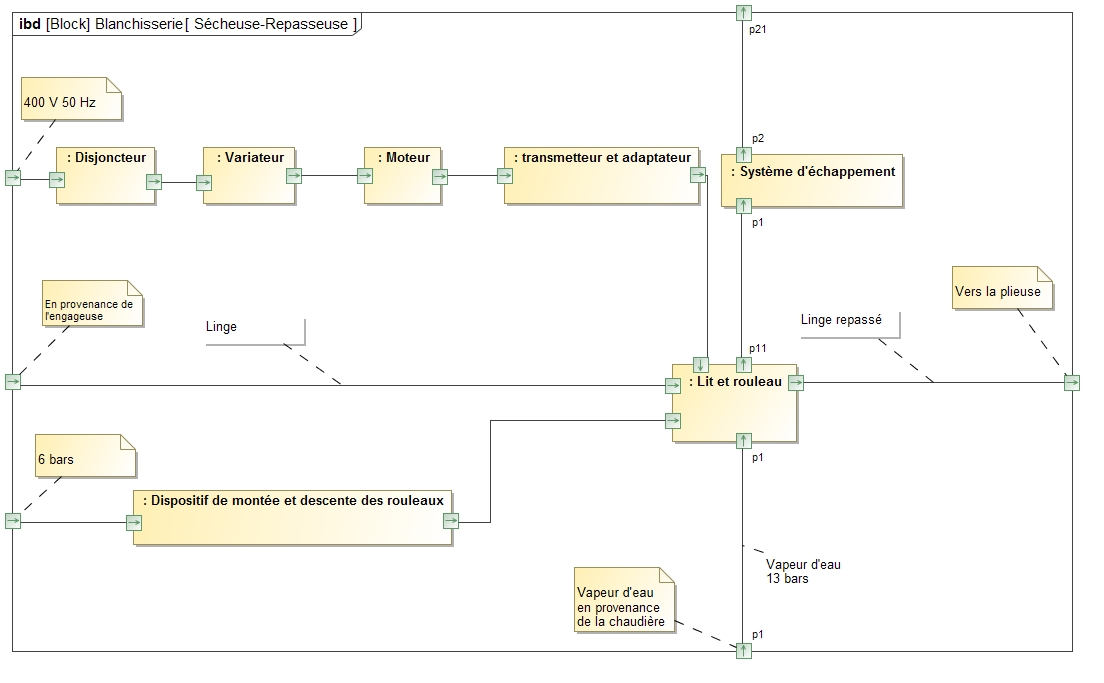 ibd [Block] Blanchisserie[ Sécheuse-Repasseuse ]
p21
400 V 50 Hz
p2
: Disjoncteur
: Variateur
: Moteur
: transmetteur et adaptateur
: Système d'échappement
p1
En provenance de
l'engageuse
Vers la plieuse
Linge
Linge repassé
p11
: Lit et rouleau
6 bars
p1
: Dispositif de montée et descente des rouleaux
Vapeur d'eau
13 bars
Vapeur d'eau
en provenance
de la chaudière
p1